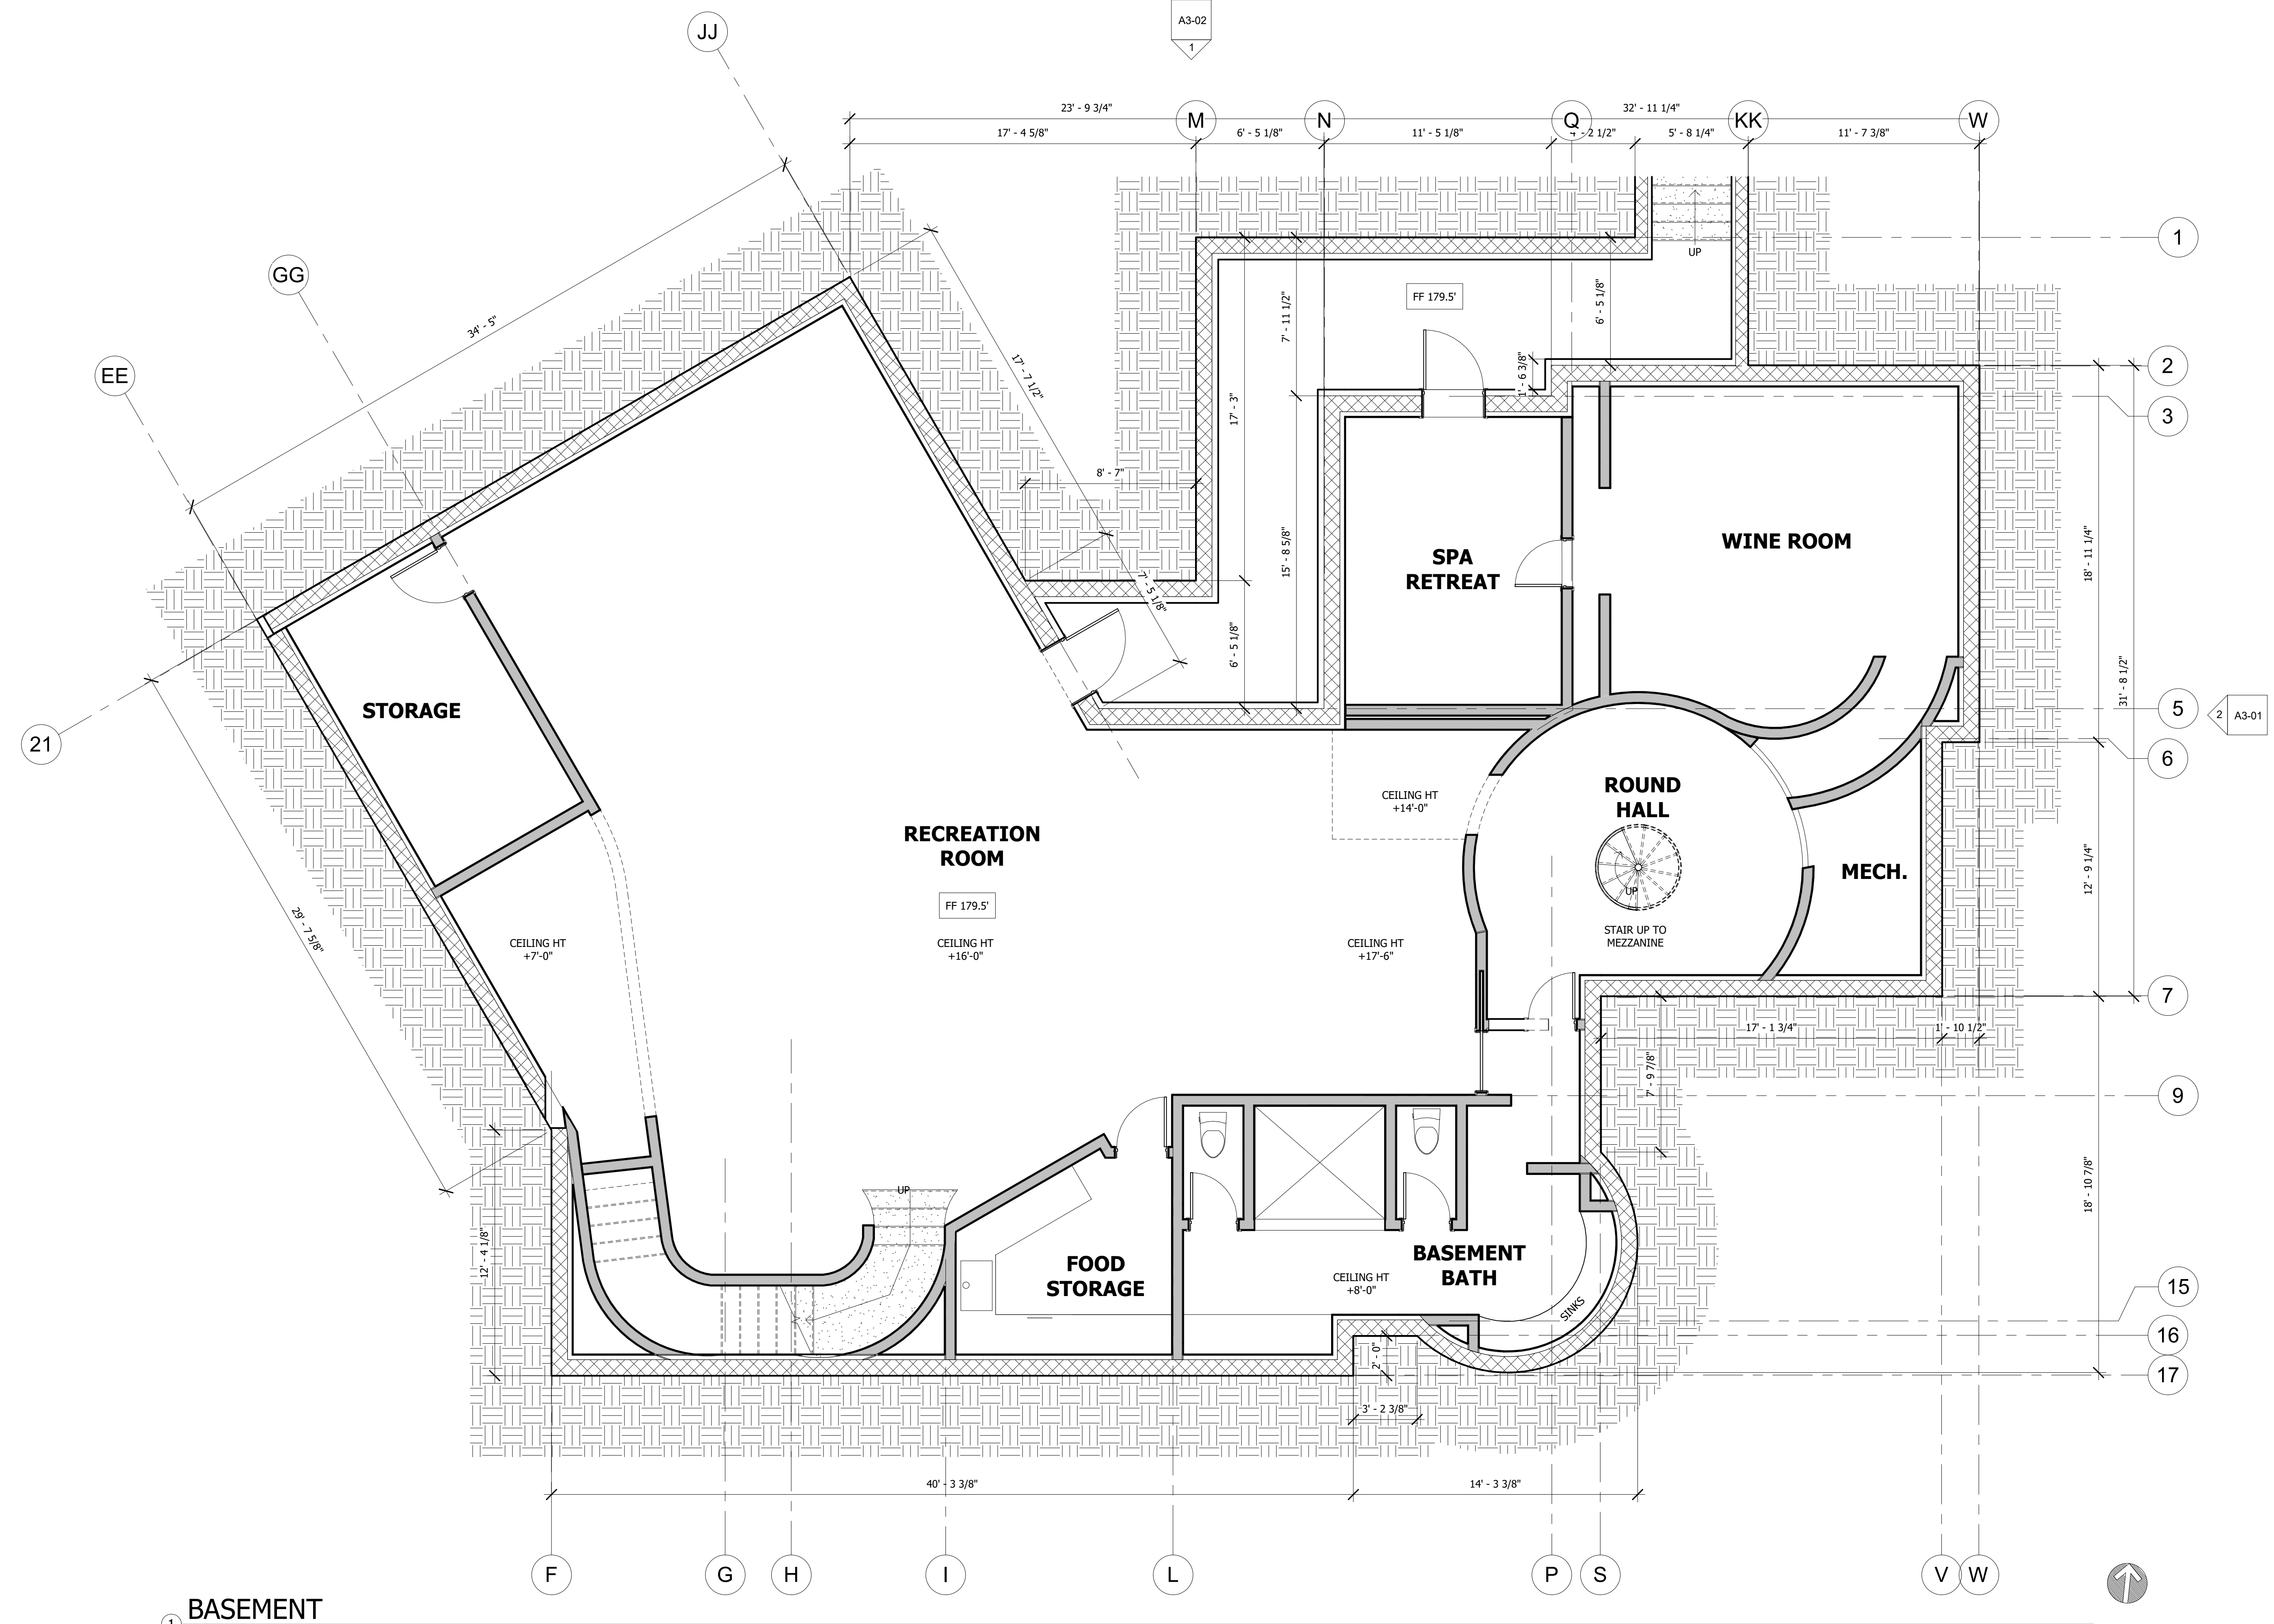 JJ
A3-02
1
23' - 9 3/4"
32' - 11 1/4"
M
N
Q
KK
W
17' - 4 5/8"
6' - 5 1/8"
11' - 5 1/8"
- 2 1/2"
5' - 8 1/4"
11' - 7 3/8"
1
UP
GG
FF 179.5'
7' - 11 1/2"
6' - 5 1/8"
34' - 5"
EE
17' - 7 1/2"
1' - 6 3/8"
2
3
17' - 3"
8' - 7"
WINE ROOM
SPA
RETREAT
15' - 8 5/8"
18' - 11 1/4"
7' - 5 1/8"
6' - 5 1/8"
31' - 8 1/2"
STORAGE
21
5
2
A3-01
6
CEILING HT
+14'-0"
ROUND
HALL
RECREATION
ROOM
FF 179.5'
UP
MECH.
12' - 9 1/4"
29' - 7 5/8"
CEILING HT
+7'-0"
CEILING HT
+16'-0"
CEILING HT
+17'-6"
STAIR UP TO
MEZZANINE
7
17' - 1 3/4"
1' - 10 1/2"
7' - 9 7/8"
9
UP
18' - 10 7/8"
12' - 4 1/8"
FOOD
STORAGE
BASEMENT
BATH
CEILING HT
+8'-0"
SINKS
15
16
2' - 0"
17
3' - 2 3/8"
40' - 3 3/8"
14' - 3 3/8"
F
G
H
I
L
P
S
V
W
BASEMENT
1